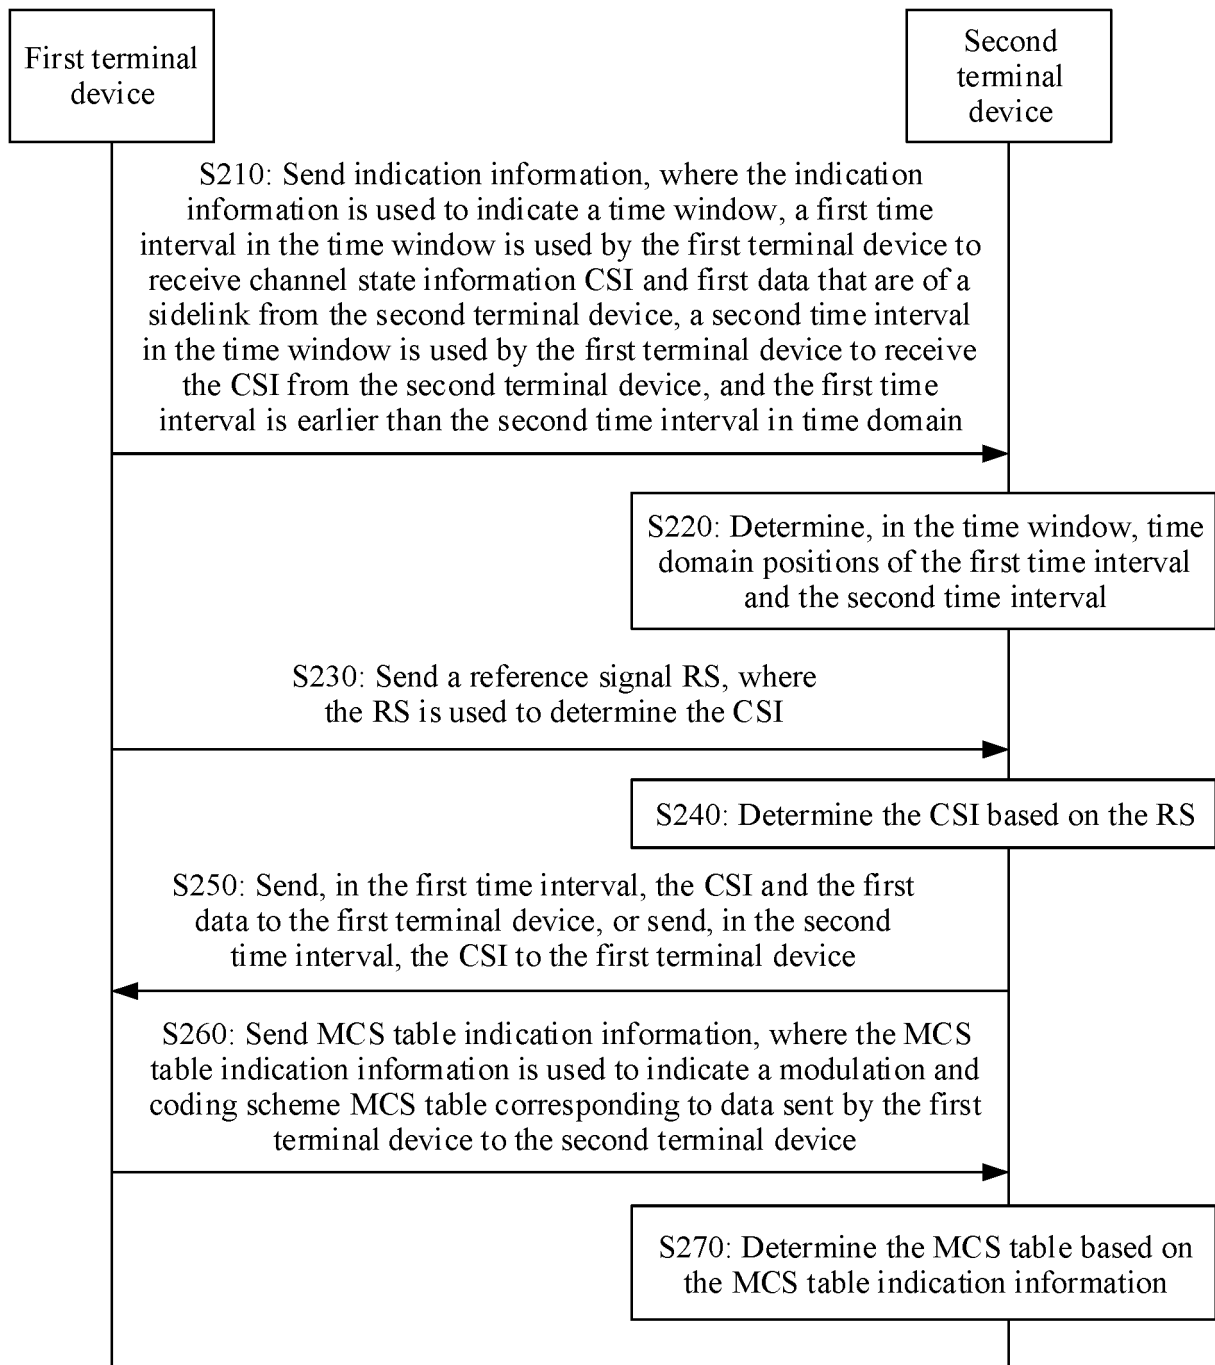 First terminal
device
Second
terminal
device
S210: Send indication information, where the indication
information is used to indicate a time window, a first time
interval in the time window is used by the first terminal device to
receive channel state information CSI and first data that are of a
sidelink from the second terminal device, a second time interval
in the time window is used by the first terminal device to receive
the CSI from the second terminal device, and the first time
interval is earlier than the second time interval in time domain
S220: Determine, in the time window, time
domain positions of the first time interval
and the second time interval
S230: Send a reference signal RS, where
the RS is used to determine the CSI
S240: Determine the CSI based on the RS
S250: Send, in the first time interval, the CSI and the first
data to the first terminal device, or send, in the second
time interval, the CSI to the first terminal device
S260: Send MCS table indication information, where the MCS
table indication information is used to indicate a modulation and
coding scheme MCS table corresponding to data sent by the first
terminal device to the second terminal device
S270: Determine the MCS table based on
the MCS table indication information